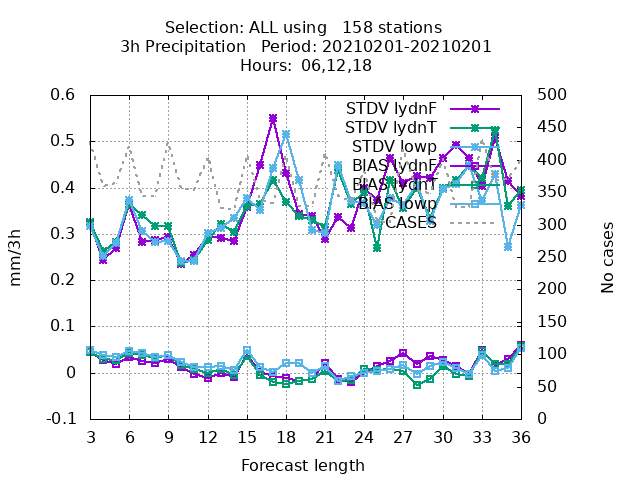 Selection: ALL using 158 stations
3h Precipitation Period: 20210201-20210201
Hours: 06,12,18
0.6
0.5
0.4
0.3
0.2
0.1
0
-0.1
mm/3h
500
450
400
350
300
250
200
150
100
50
0
No cases
STDV lydnF
STDV lydnT
STDV lowp
BIAS lydnF
BIAS lydnT
BIAS lowp
CASES
3 6 9 12 15 18 21 24 27 30 33 36
Forecast length